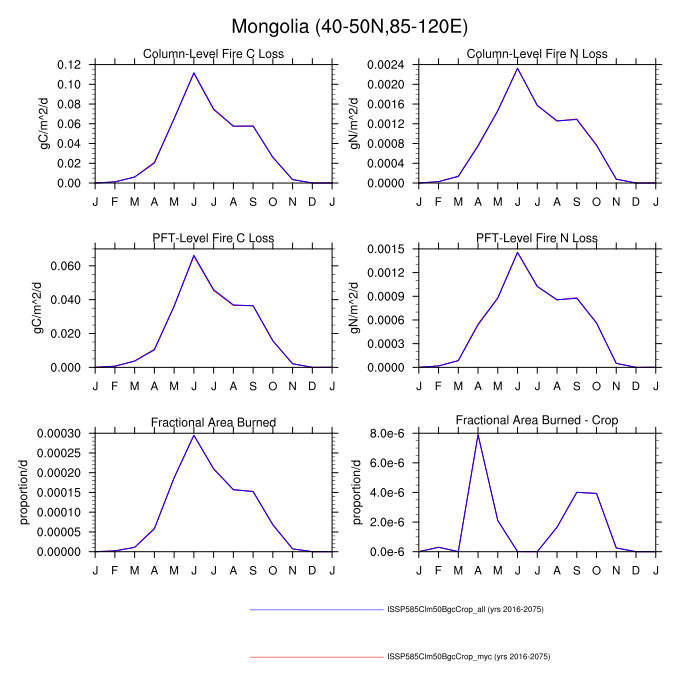 Mongolia (40-50N,85-120E)
Column-Level Fire C Loss
gC/m^2/d
0.12
0.10
0.08
0.06
0.04
0.02
0.00
J F M A M J J A S O N D J
Column-Level Fire N Loss
gN/m^2/d
0.0024
0.0020
0.0016
0.0012
0.0008
0.0004
0.0000
J F M A M J J A S O N D J
PFT-Level Fire C Loss
gC/m^2/d
0.060
0.040
0.020
0.000
J F M A M J J A S O N D J
PFT-Level Fire N Loss
gN/m^2/d
0.0015
0.0012
0.0009
0.0006
0.0003
0.0000
J F M A M J J A S O N D J
Fractional Area Burned
proportion/d
0.00030
0.00025
0.00020
0.00015
0.00010
0.00005
0.00000
J F M A M J J A S O N D J
Fractional Area Burned - Crop
proportion/d
8.0e-6
6.0e-6
4.0e-6
2.0e-6
0.0e-6
J F M A M J J A S O N D J
ISSP585Clm50BgcCrop_all (yrs 2016-2075)
ISSP585Clm50BgcCrop_myc (yrs 2016-2075)